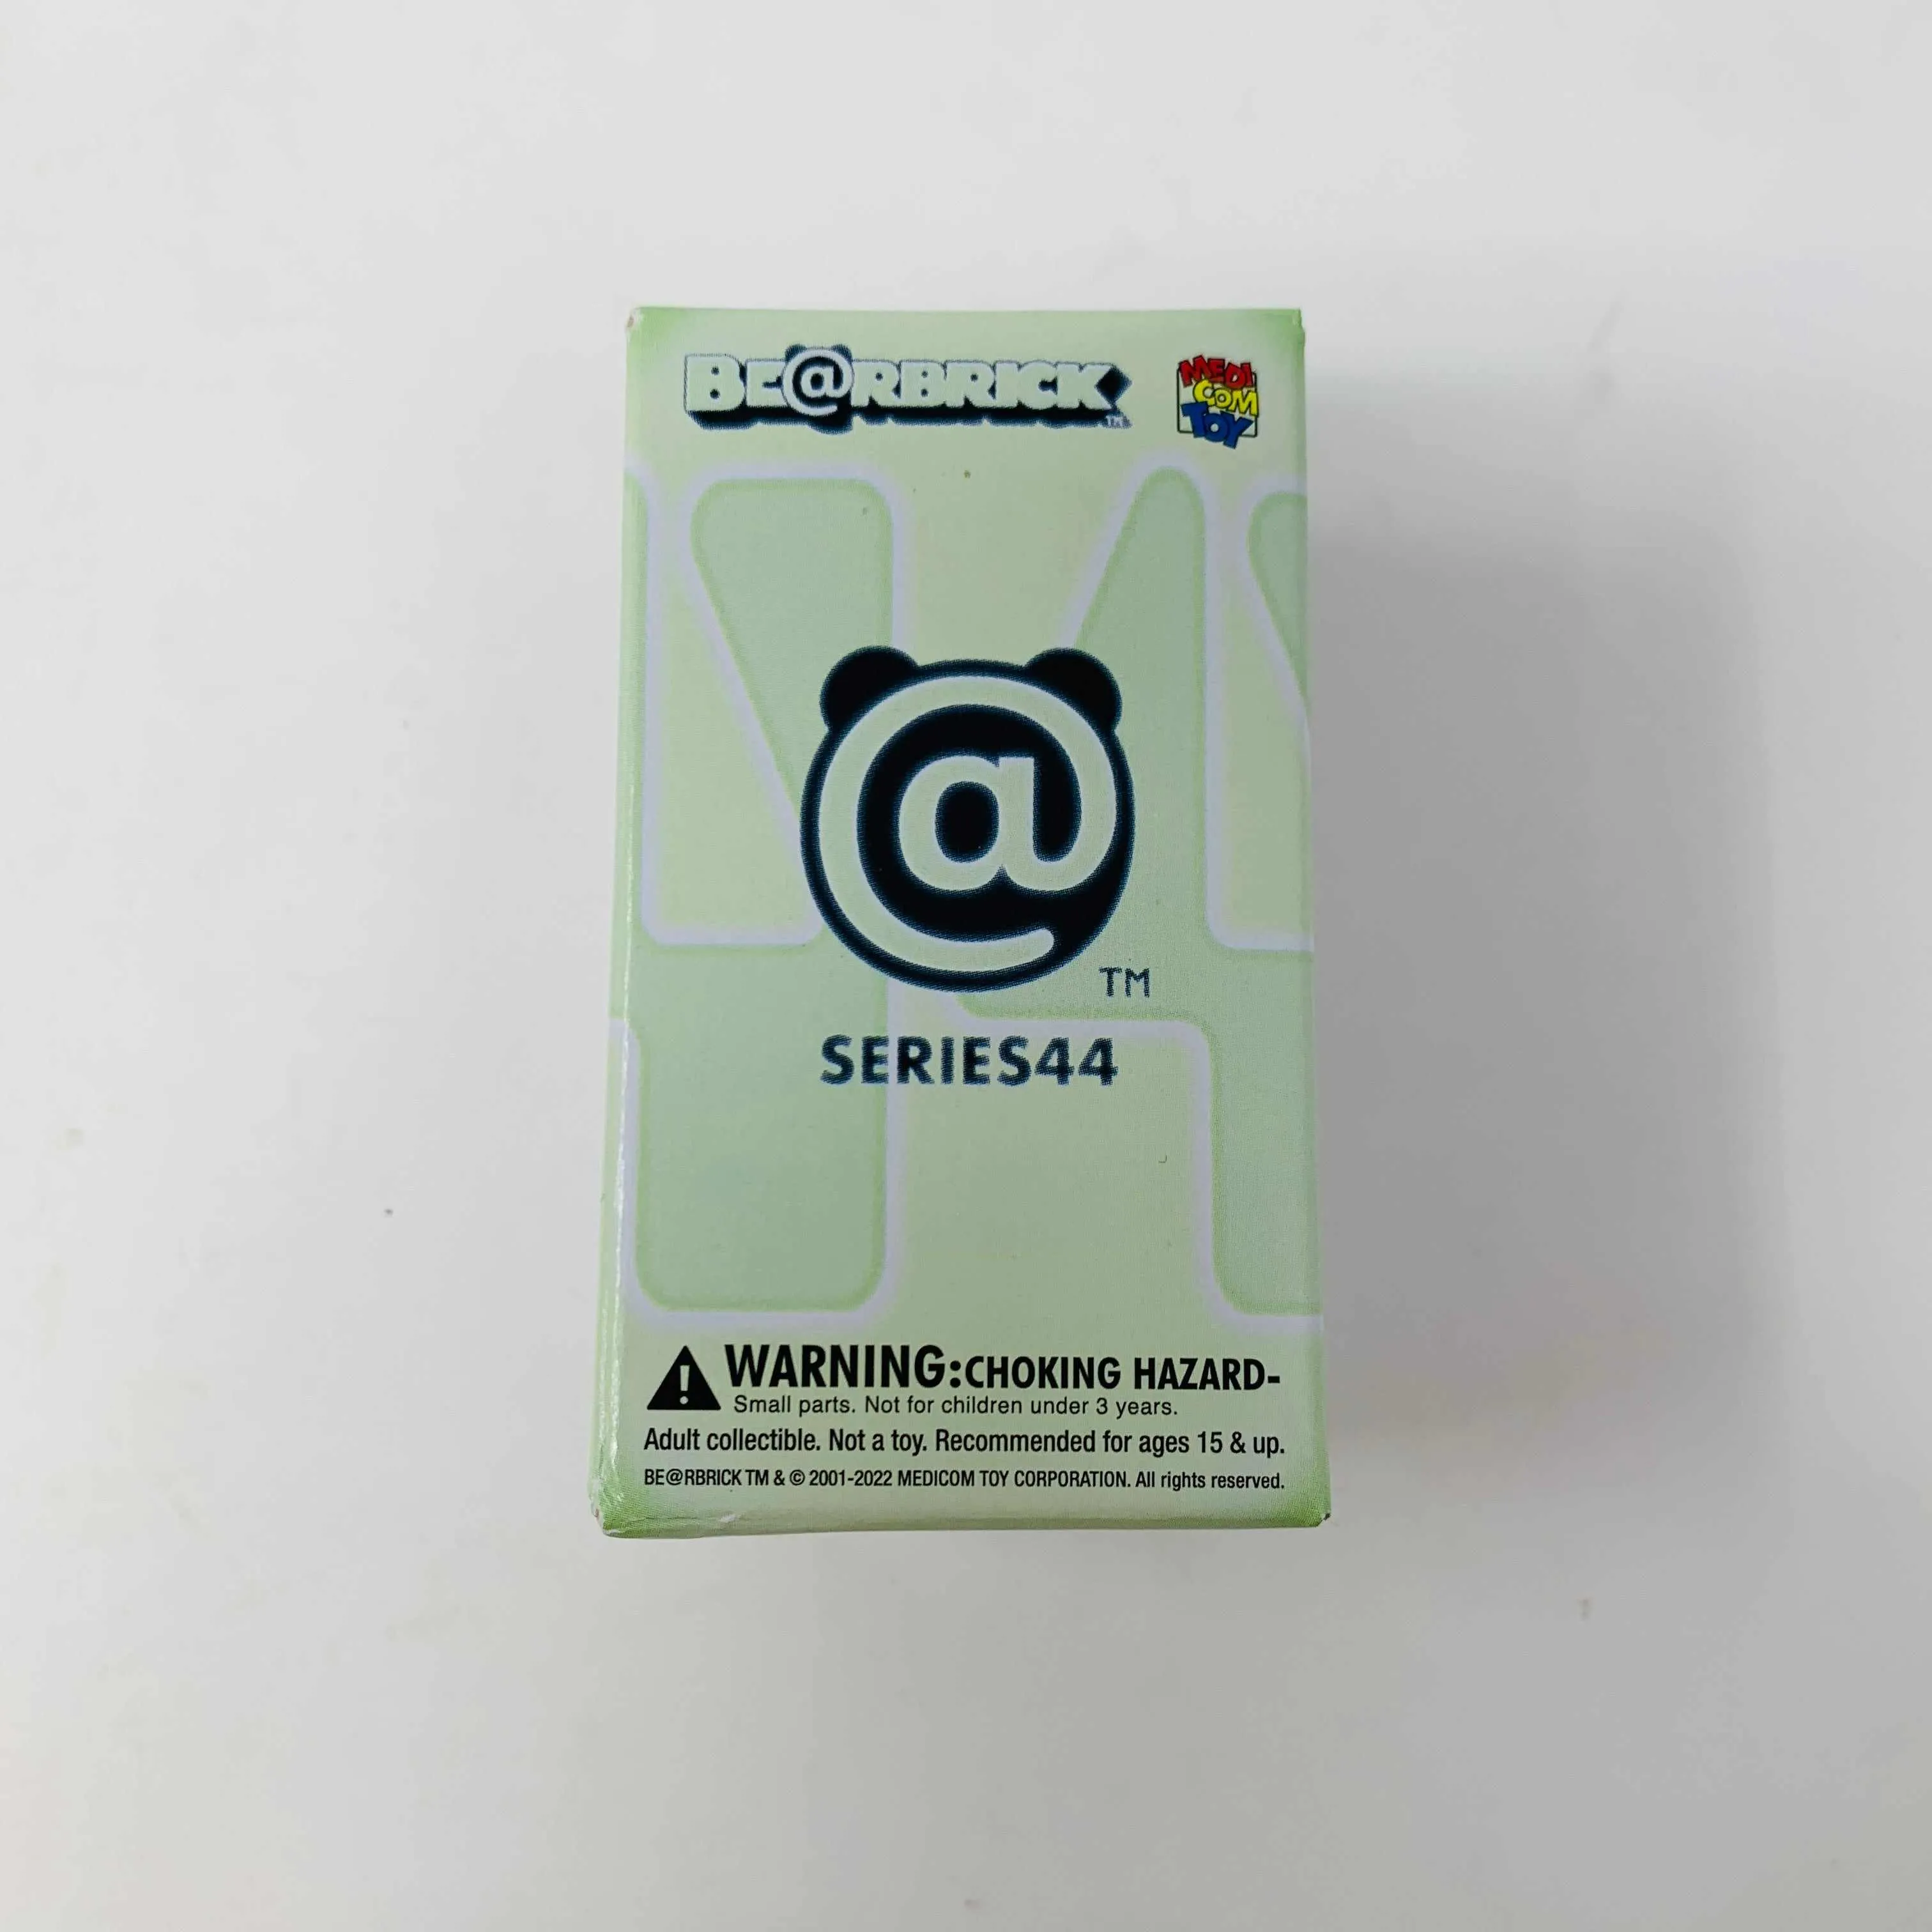 BE@RBRICK TM
MEDI
COM
TOY
@
TM
SERIES44
WARNING:CHOKING HAZARD-
Small parts. Not for children under 3 years.
Adult collectible. Not a toy. Recommended for ages 15 & up.
BE@RBRICK TM & © 2001-2022 MEDICOM TOY CORPORATION. All rights reserved.